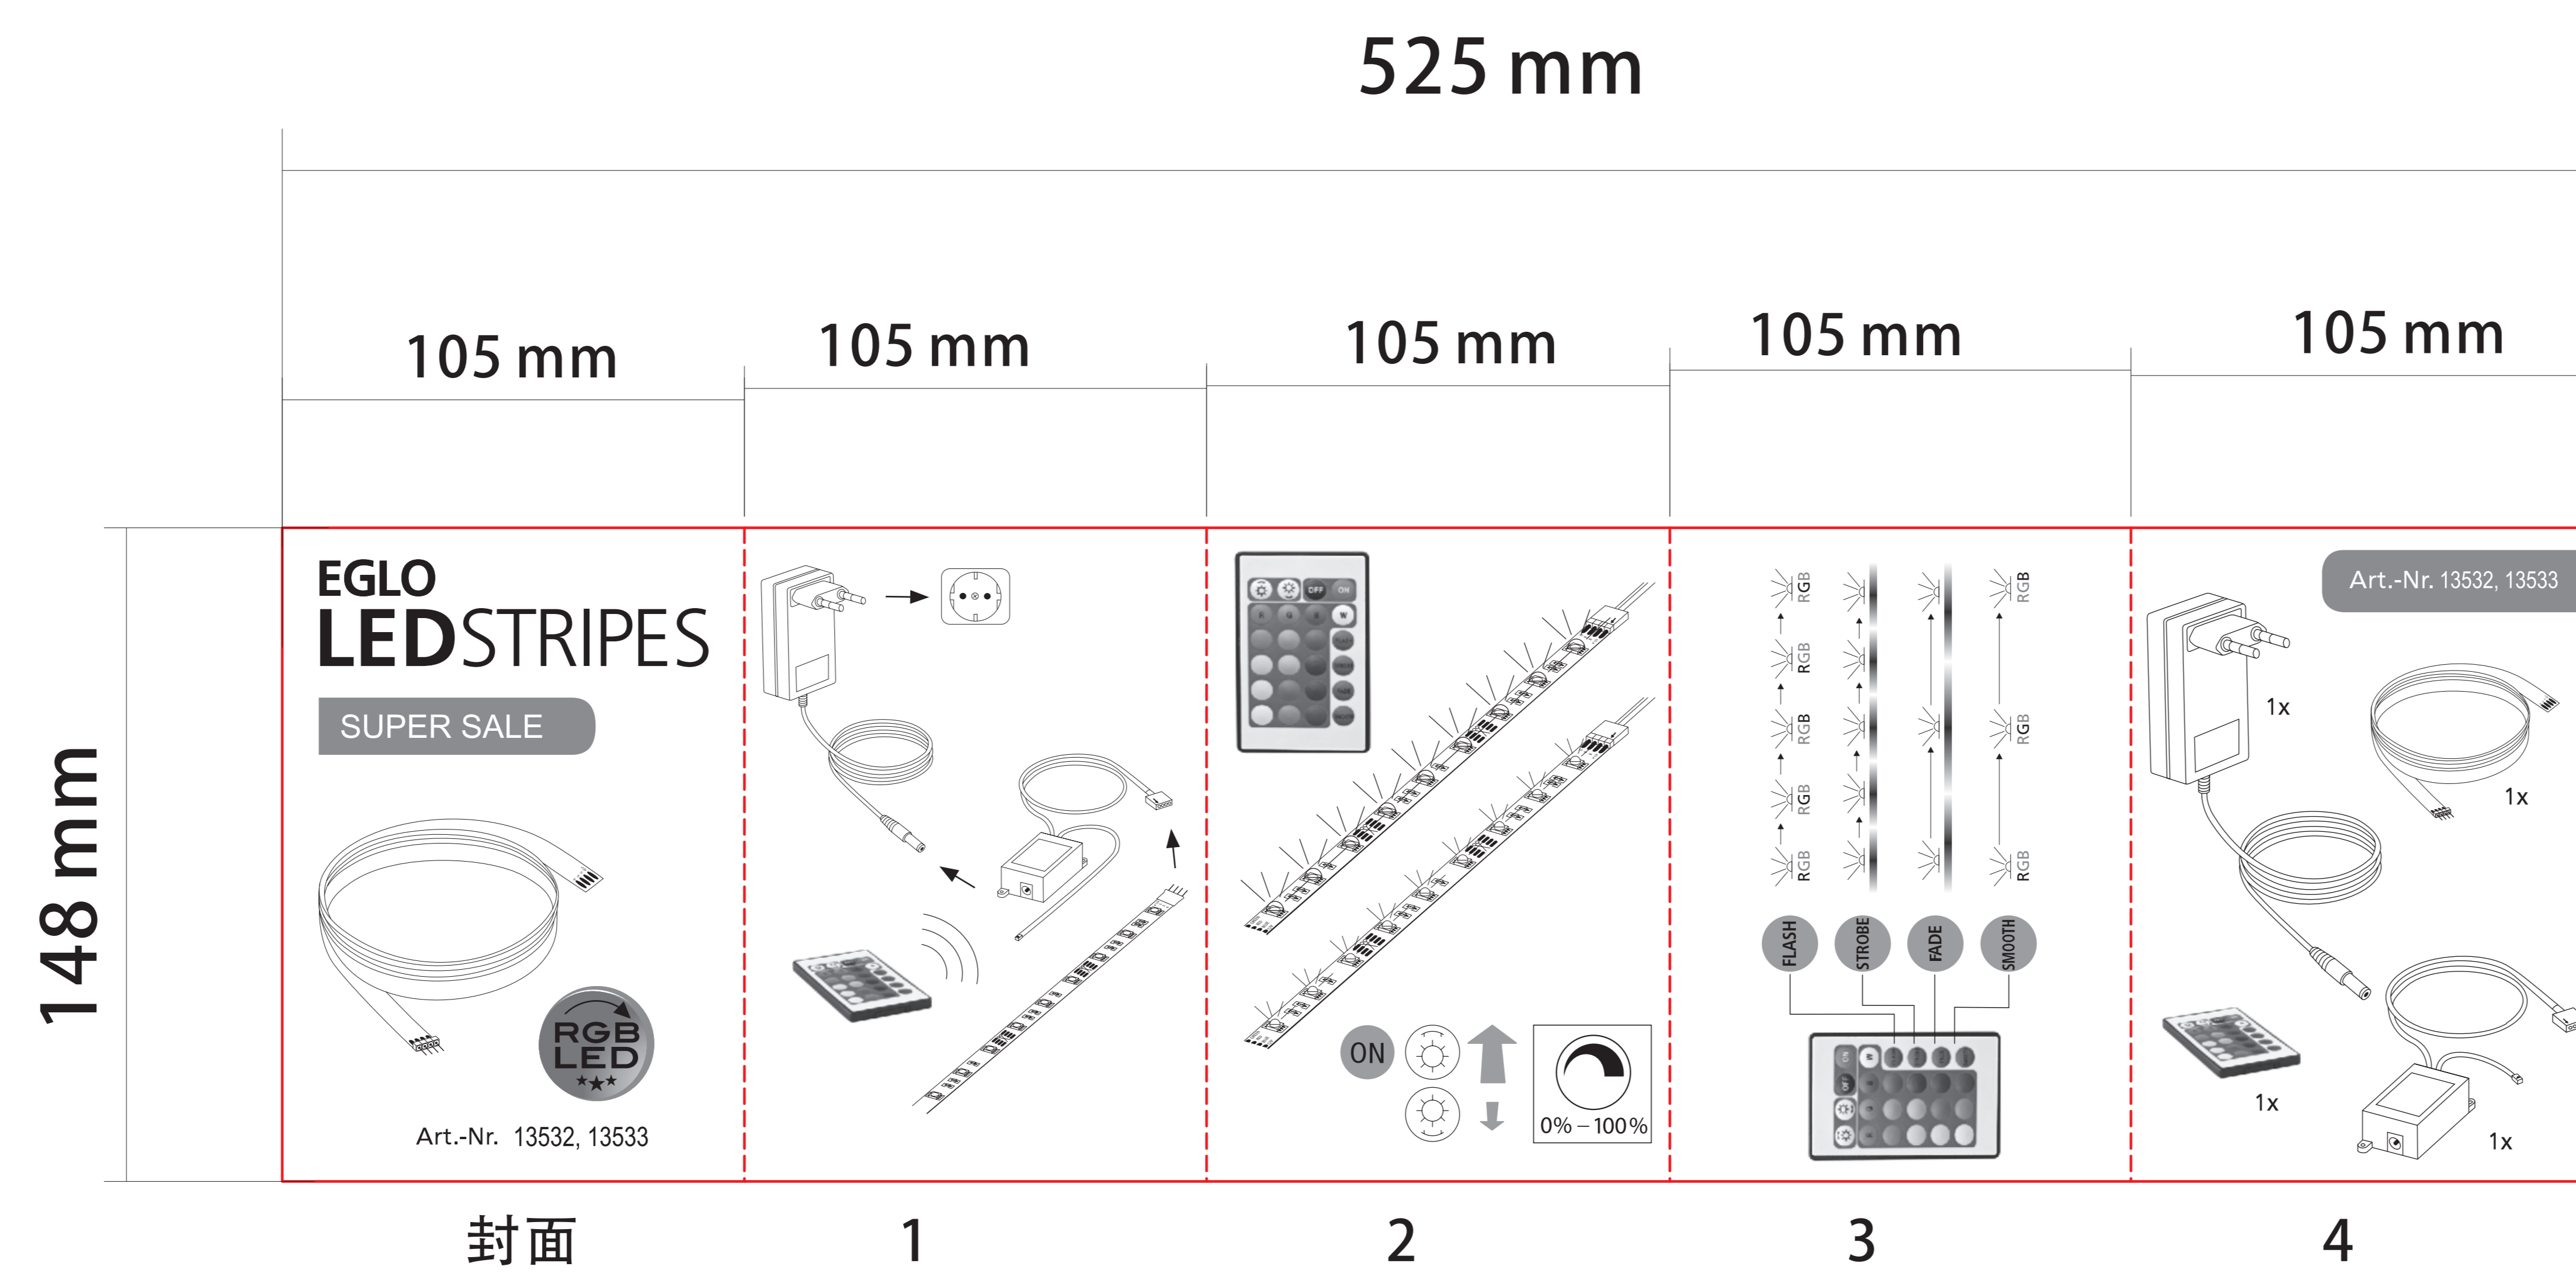 525 mm
105 mm
105 mm
105 mm
105 mm
105 mm
148 mm
EGLO
LEDSTRIPES
SUPER SALE
RGB
LED
Art.-Nr. 13532, 13533
OFF ON
R G B W
ON
0% – 100%
RGB
RGB
RGB
RGB
RGB
RGB
RGB
RGB
FLASH
STROBE
FADE
SMOOTH
ON
W
OFF
Art.-Nr. 13532, 13533
1x
1x
1x
1x
封面
1
2
3
4